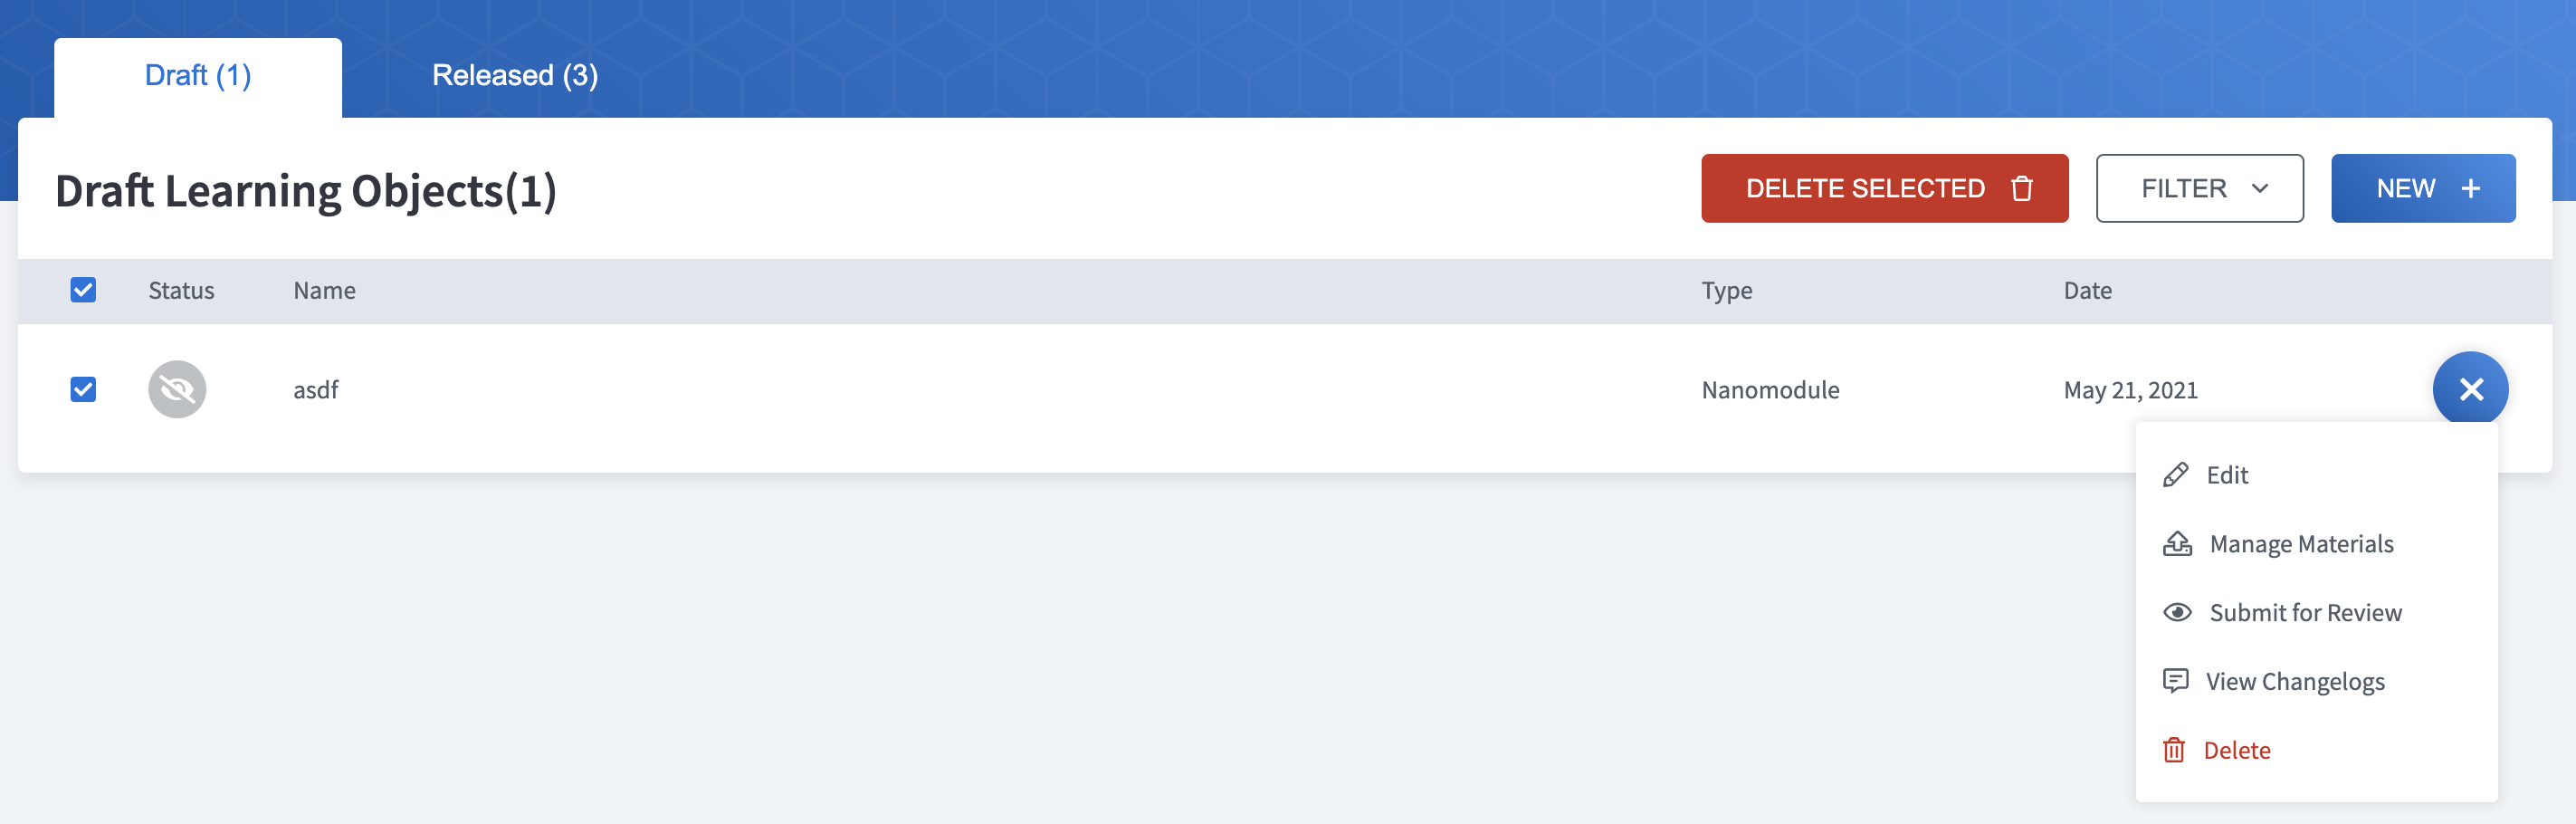 Draft (1) Released (3)
Draft Learning Objects(1) DELETE SELECTED FILTER NEW
Status Name Type Date
asdf Nanomodule May 21, 2021
Edit
Manage Materials
Submit for Review
View Changelogs
Delete